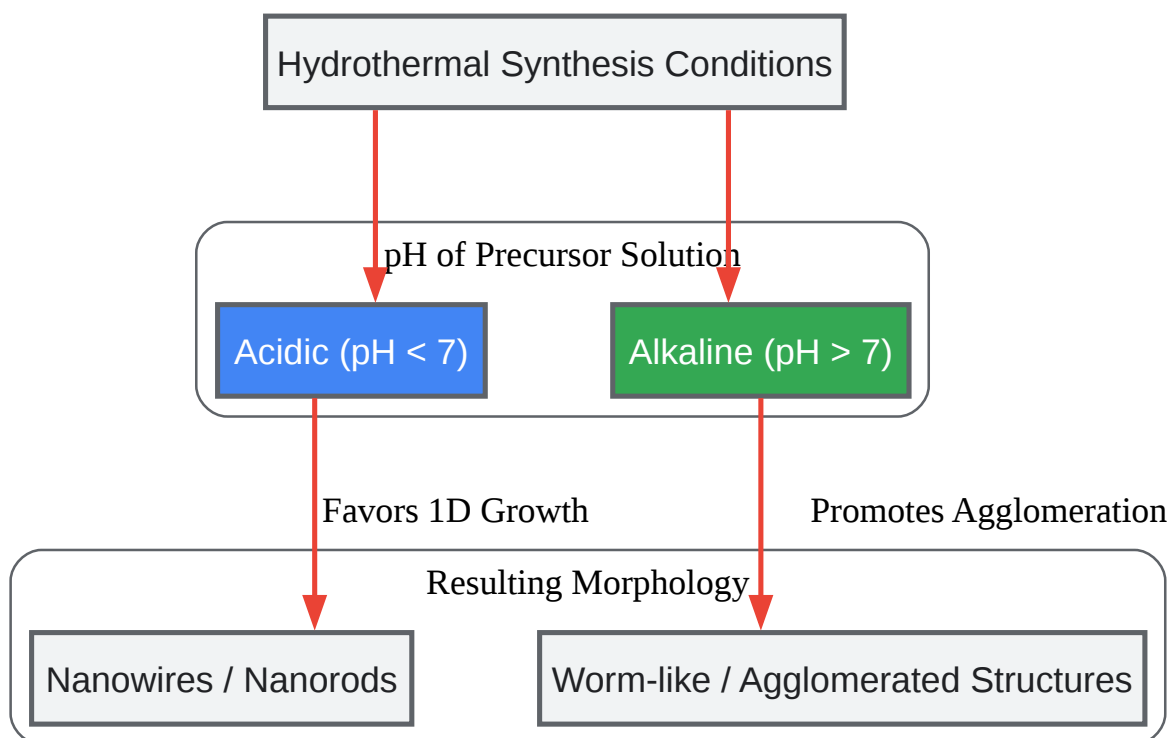 Hydrothermal Synthesis Conditions
pH of Precursor Solution
Acidic (pH < 7)
Alkaline (pH > 7)
Favors 1D Growth
Promotes Agglomeration
Resulting Morphology
Nanowires / Nanorods
Worm-like / Agglomerated Structures